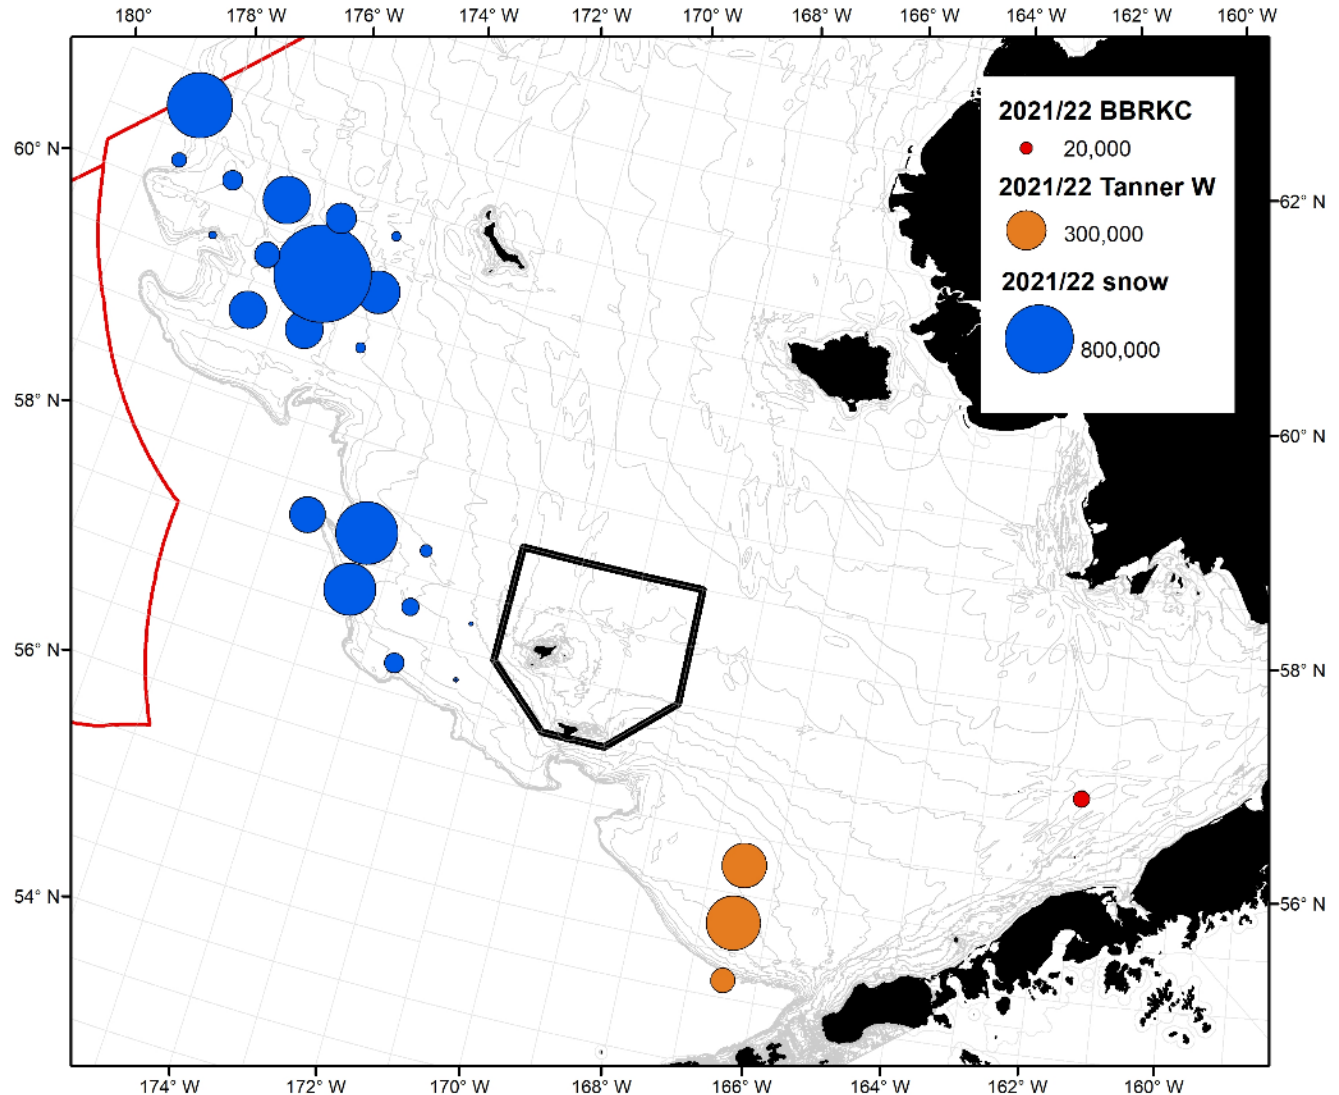 180° 178° W 176° W 174° W 172° W 170° W 168° W 166° W 164° W 162° W 160° W
2021/22 BBRKC
20,000
60° N
2021/22 Tanner W
62° N
300,000
2021/22 snow
800,000
58° N
60° N
56° N
58° N
54° N
56° N
174° W 172° W 170° W 168° W 166° W 164° W 162° W 160° W